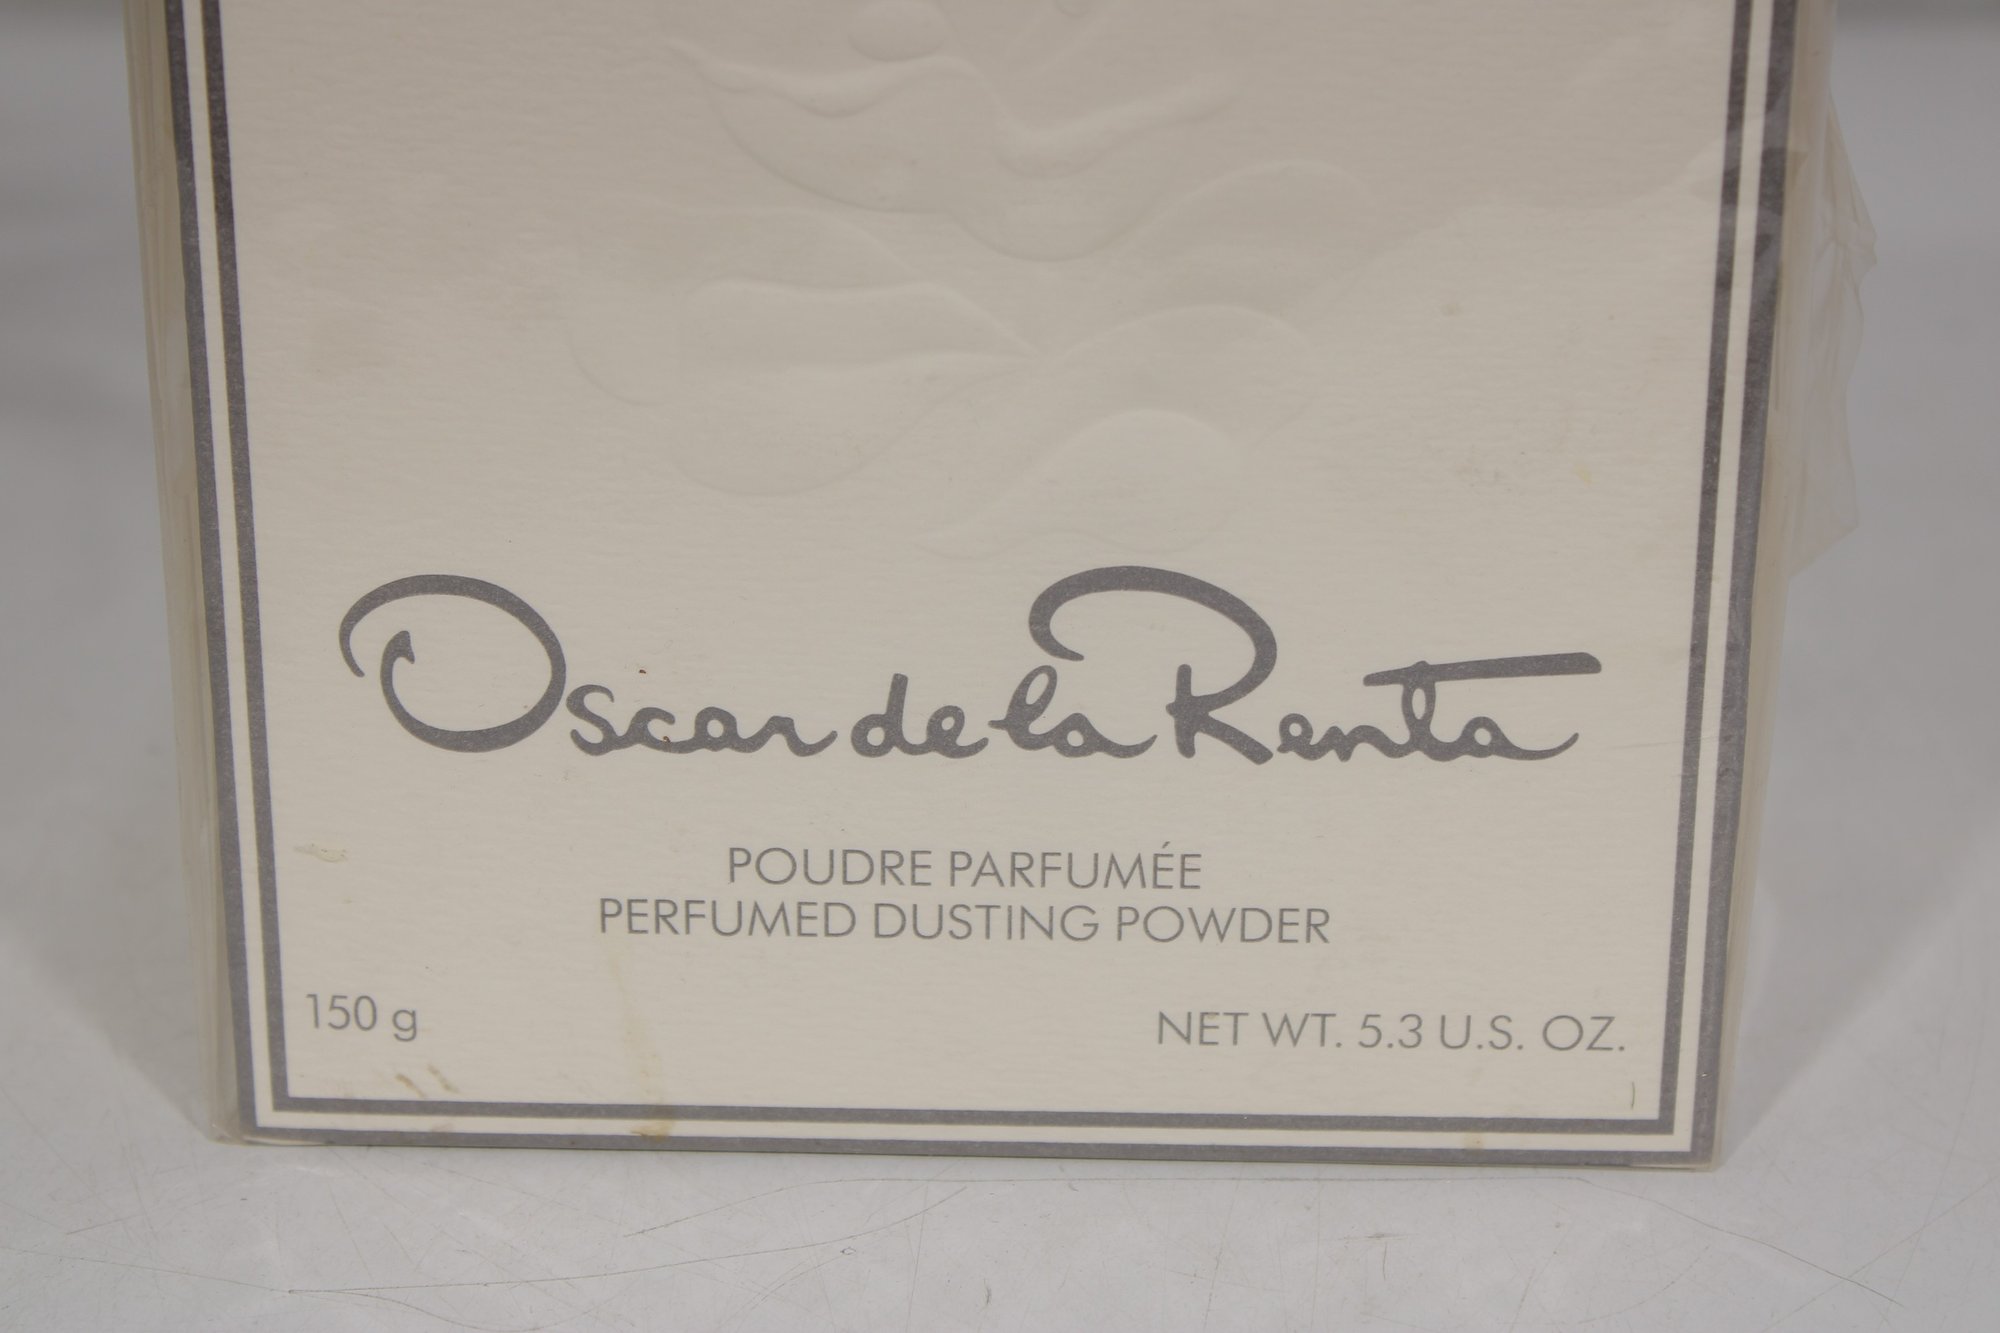 Oscar de la Renta
POUDRE PARFUMÉE
PERFUMED DUSTING POWDER
150 g
NET WT. 5.3 U.S. OZ.